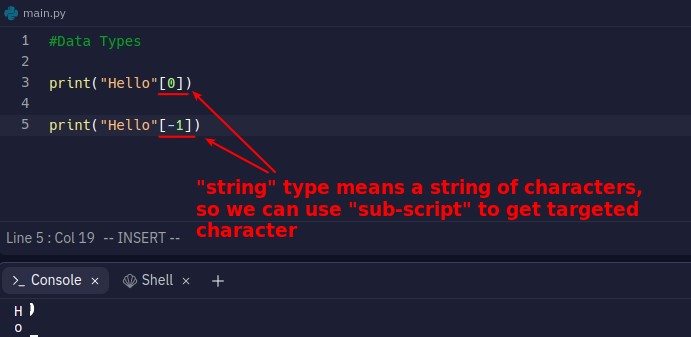 main.py
1 #Data Types
2
3 print("Hello"[0])
4
5 print("Hello"[-1])
"string" type means a string of characters,
so we can use "sub-script" to get targeted
character
Line 5 : Col 19 -- INSERT --
Console × Shell × +
H
o